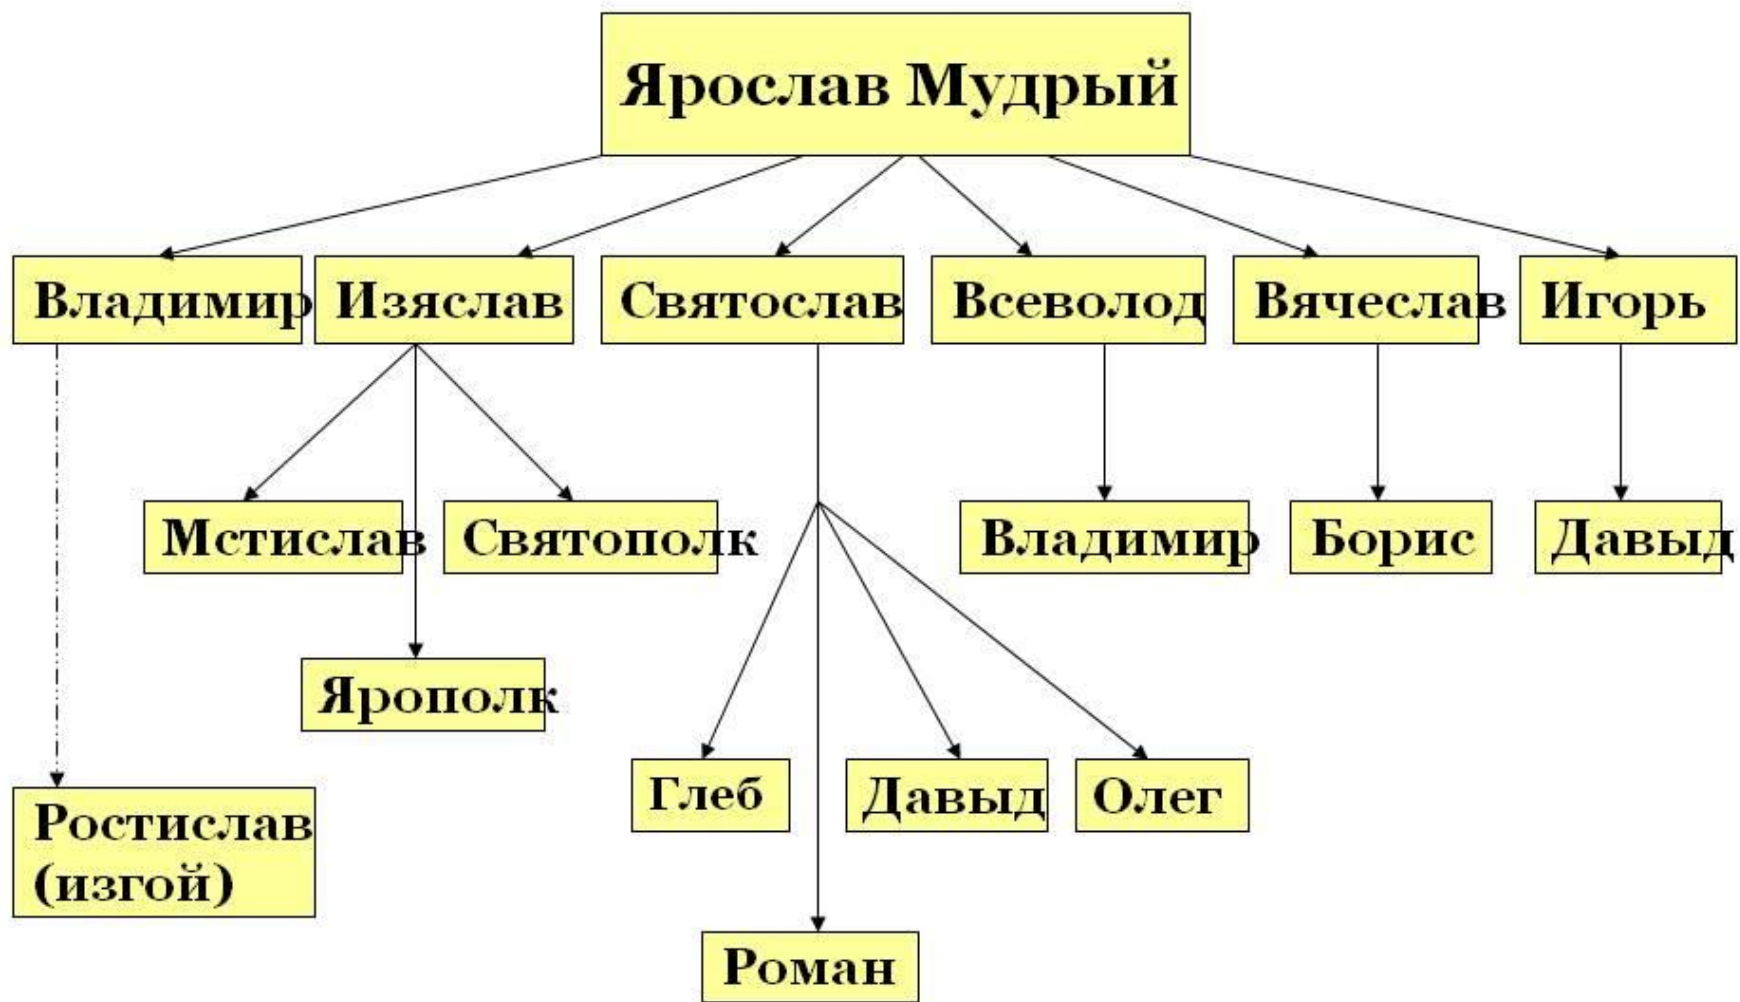 Ярослав Мудрый
Владимир
Изяслав
Святослав
Всеволод
Вячеслав
Игорь
Мстислав
Святополк
Владимир
Борис
Давыд
Ярополк
Глеб
Давыд
Олег
Ростислав
(изгой)
Роман